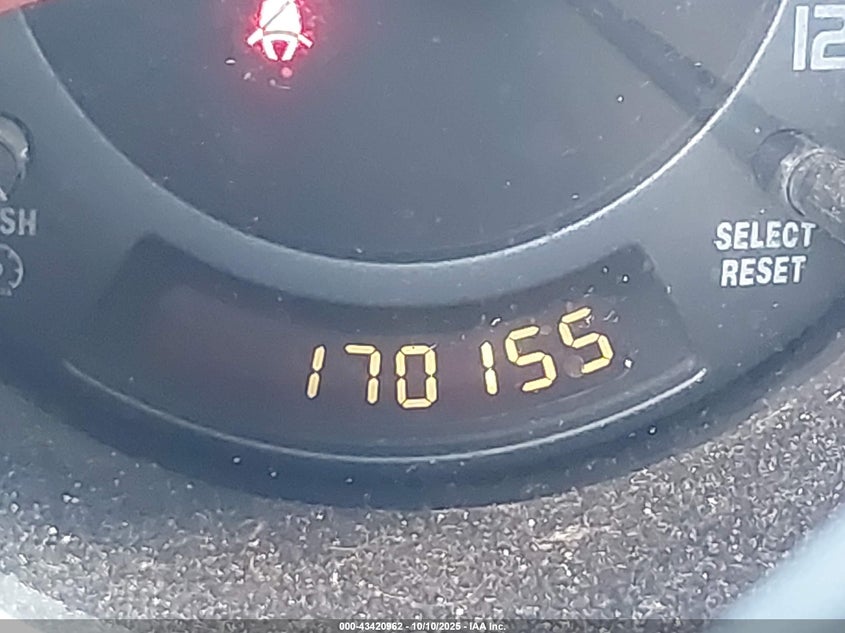 12
SH
SELECT
RESET
170155
000-43420962 - 10/10/2025 - IAA Inc.